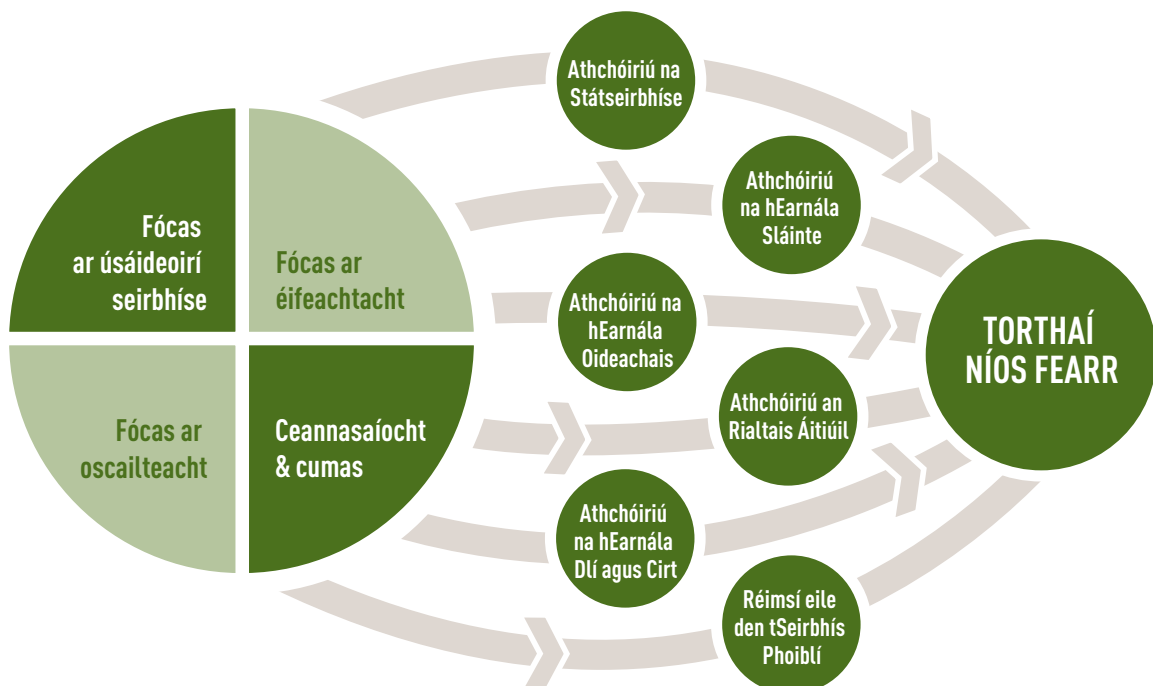 Fócas
ar úsáideoirí
seirbhíse
Fócas ar
éifeachtacht
Fócas ar
oscailteacht
Ceannasaíocht
& cumas
Athchóiriú na
Státseirbhíse
Athchóiriú
na hEarnála
Sláinte
Athchóiriú na
hEarnála
Oideachais
Athchóiriú an
Rialtais Áitiúil
Athchóiriú
na hEarnála
Dlí agus Cirt
Réimsí eile
den tSeirbhís
Phoiblí
TORTHAÍ
NÍOS FEARR